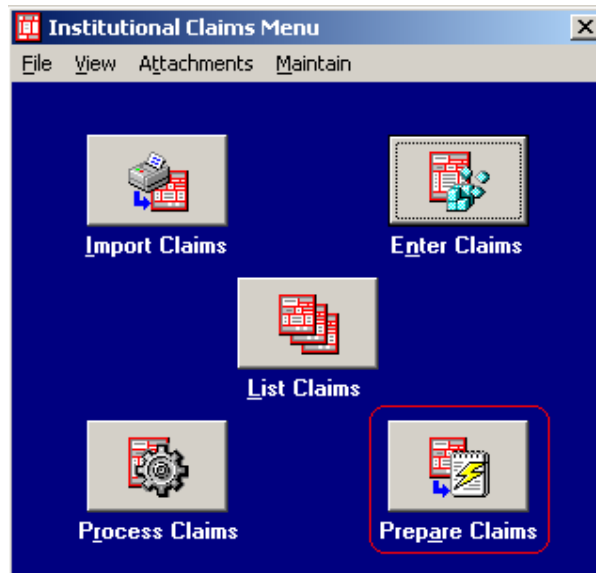 Institutional Claims Menu
File View Attachments Maintain
Import Claims Enter Claims
List Claims
Process Claims Prepare Claims